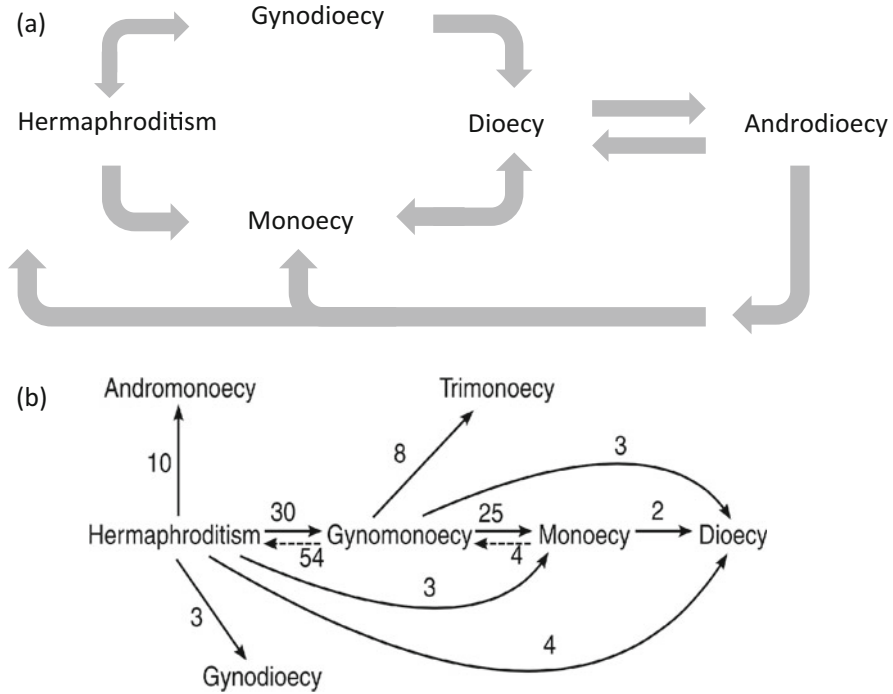 (a)
Gynodioecy
Hermaphroditism
Dioecy
Androdioecy
Monoecy
(b)
Andromonoecy
Trimonoecy
10
8
3
Hermaphroditism
30
54
Gynomonoecy
25
4
Monoecy
2
Dioecy
3
3
4
Gynodioecy